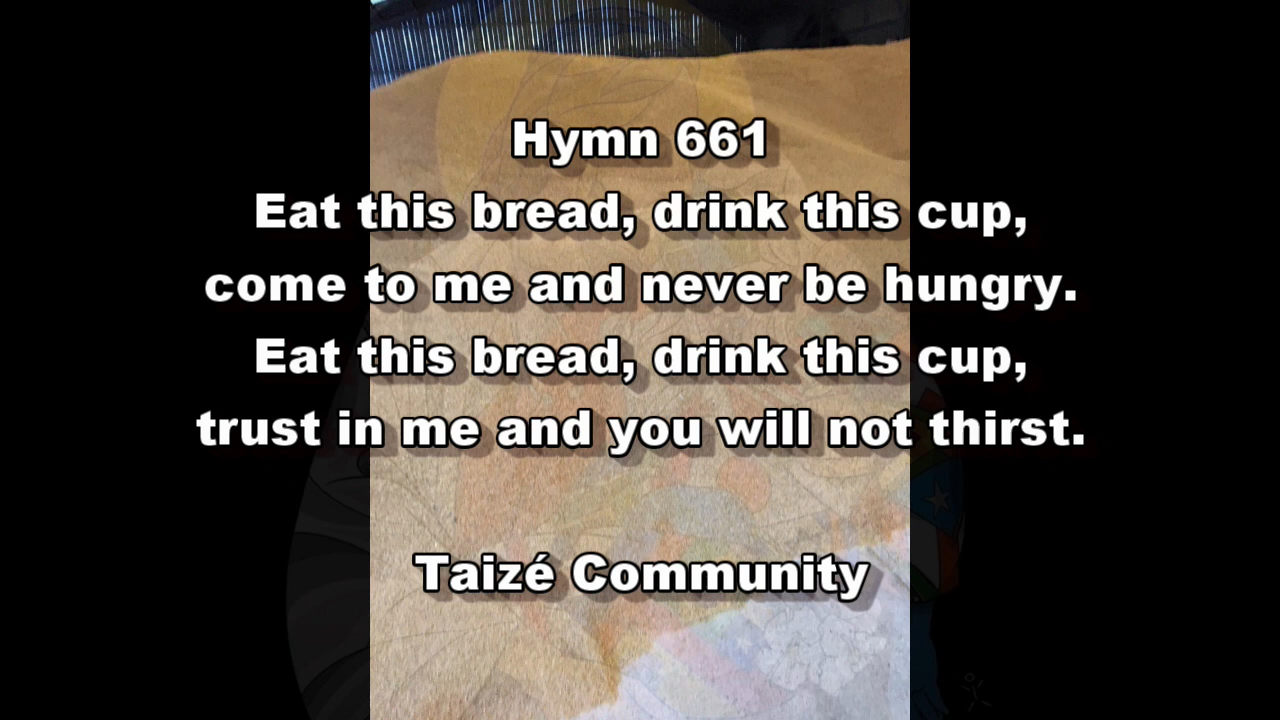 Hymn 661
Eat this bread, drink this cup,
come to me and never be hungry.
Eat this bread, drink this cup,
trust in me and you will not thirst.
Taizé Community